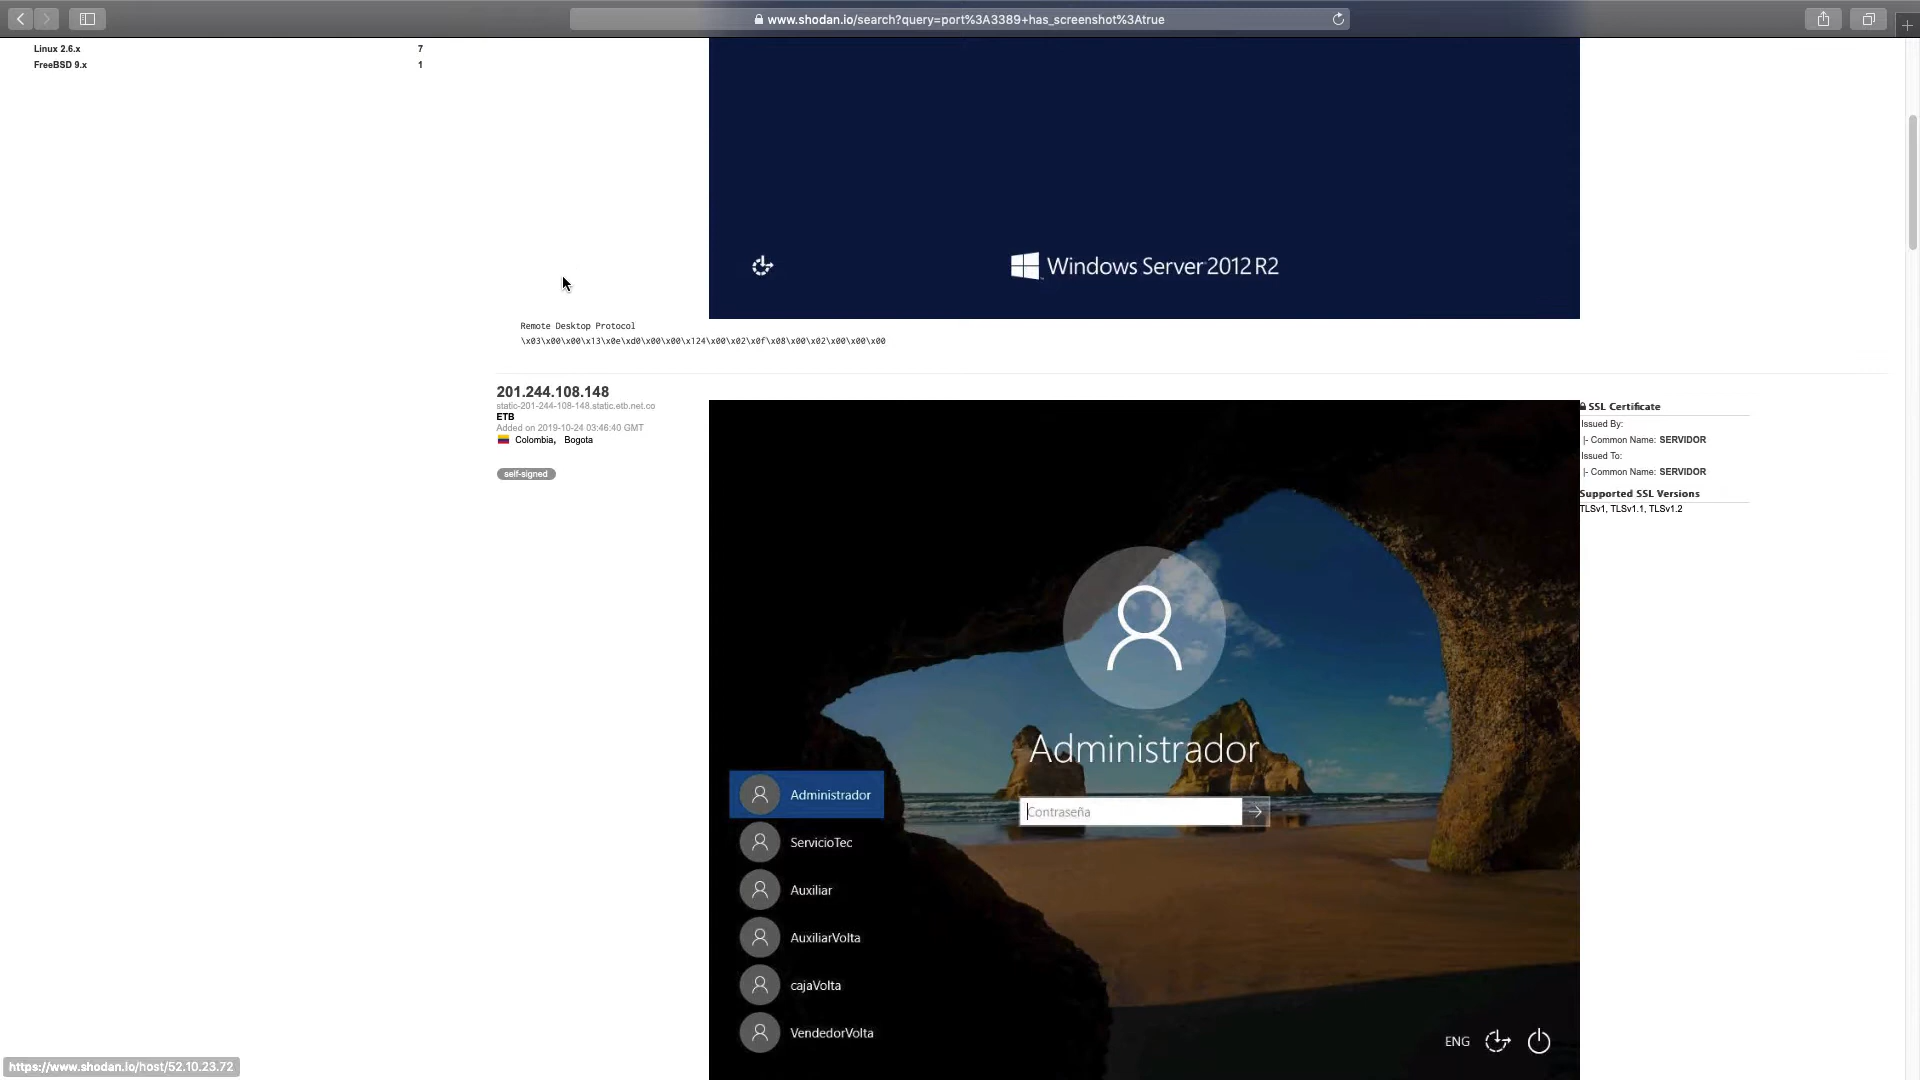 www.shodan.io/search?query=port%3A3389+has_screenshot%3Atrue
Linux 2.6.x 7
FreeBSD 9.x 1
Windows Server 2012 R2
Remote Desktop Protocol
\x03\x00\x00\x13\x0e\xd0\x00\x00\x124\x00\x02\x0f\x08\x00\x02\x00\x00\x00
201.244.108.148
static-201-244-108-148.static.etb.net.co
ETB
Added on 2019-10-24 03:46:40 GMT
Colombia, Bogota
self-signed
SSL Certificate
Issued By:
|- Common Name: SERVIDOR
Issued To:
|- Common Name: SERVIDOR
Supported SSL Versions
TLSv1, TLSv1.1, TLSv1.2
Administrador
Contraseña
Administrador
ServicioTec
Auxiliar
AuxiliarVolta
cajaVolta
VendedorVolta
ENG
https://www.shodan.io/host/52.10.23.72